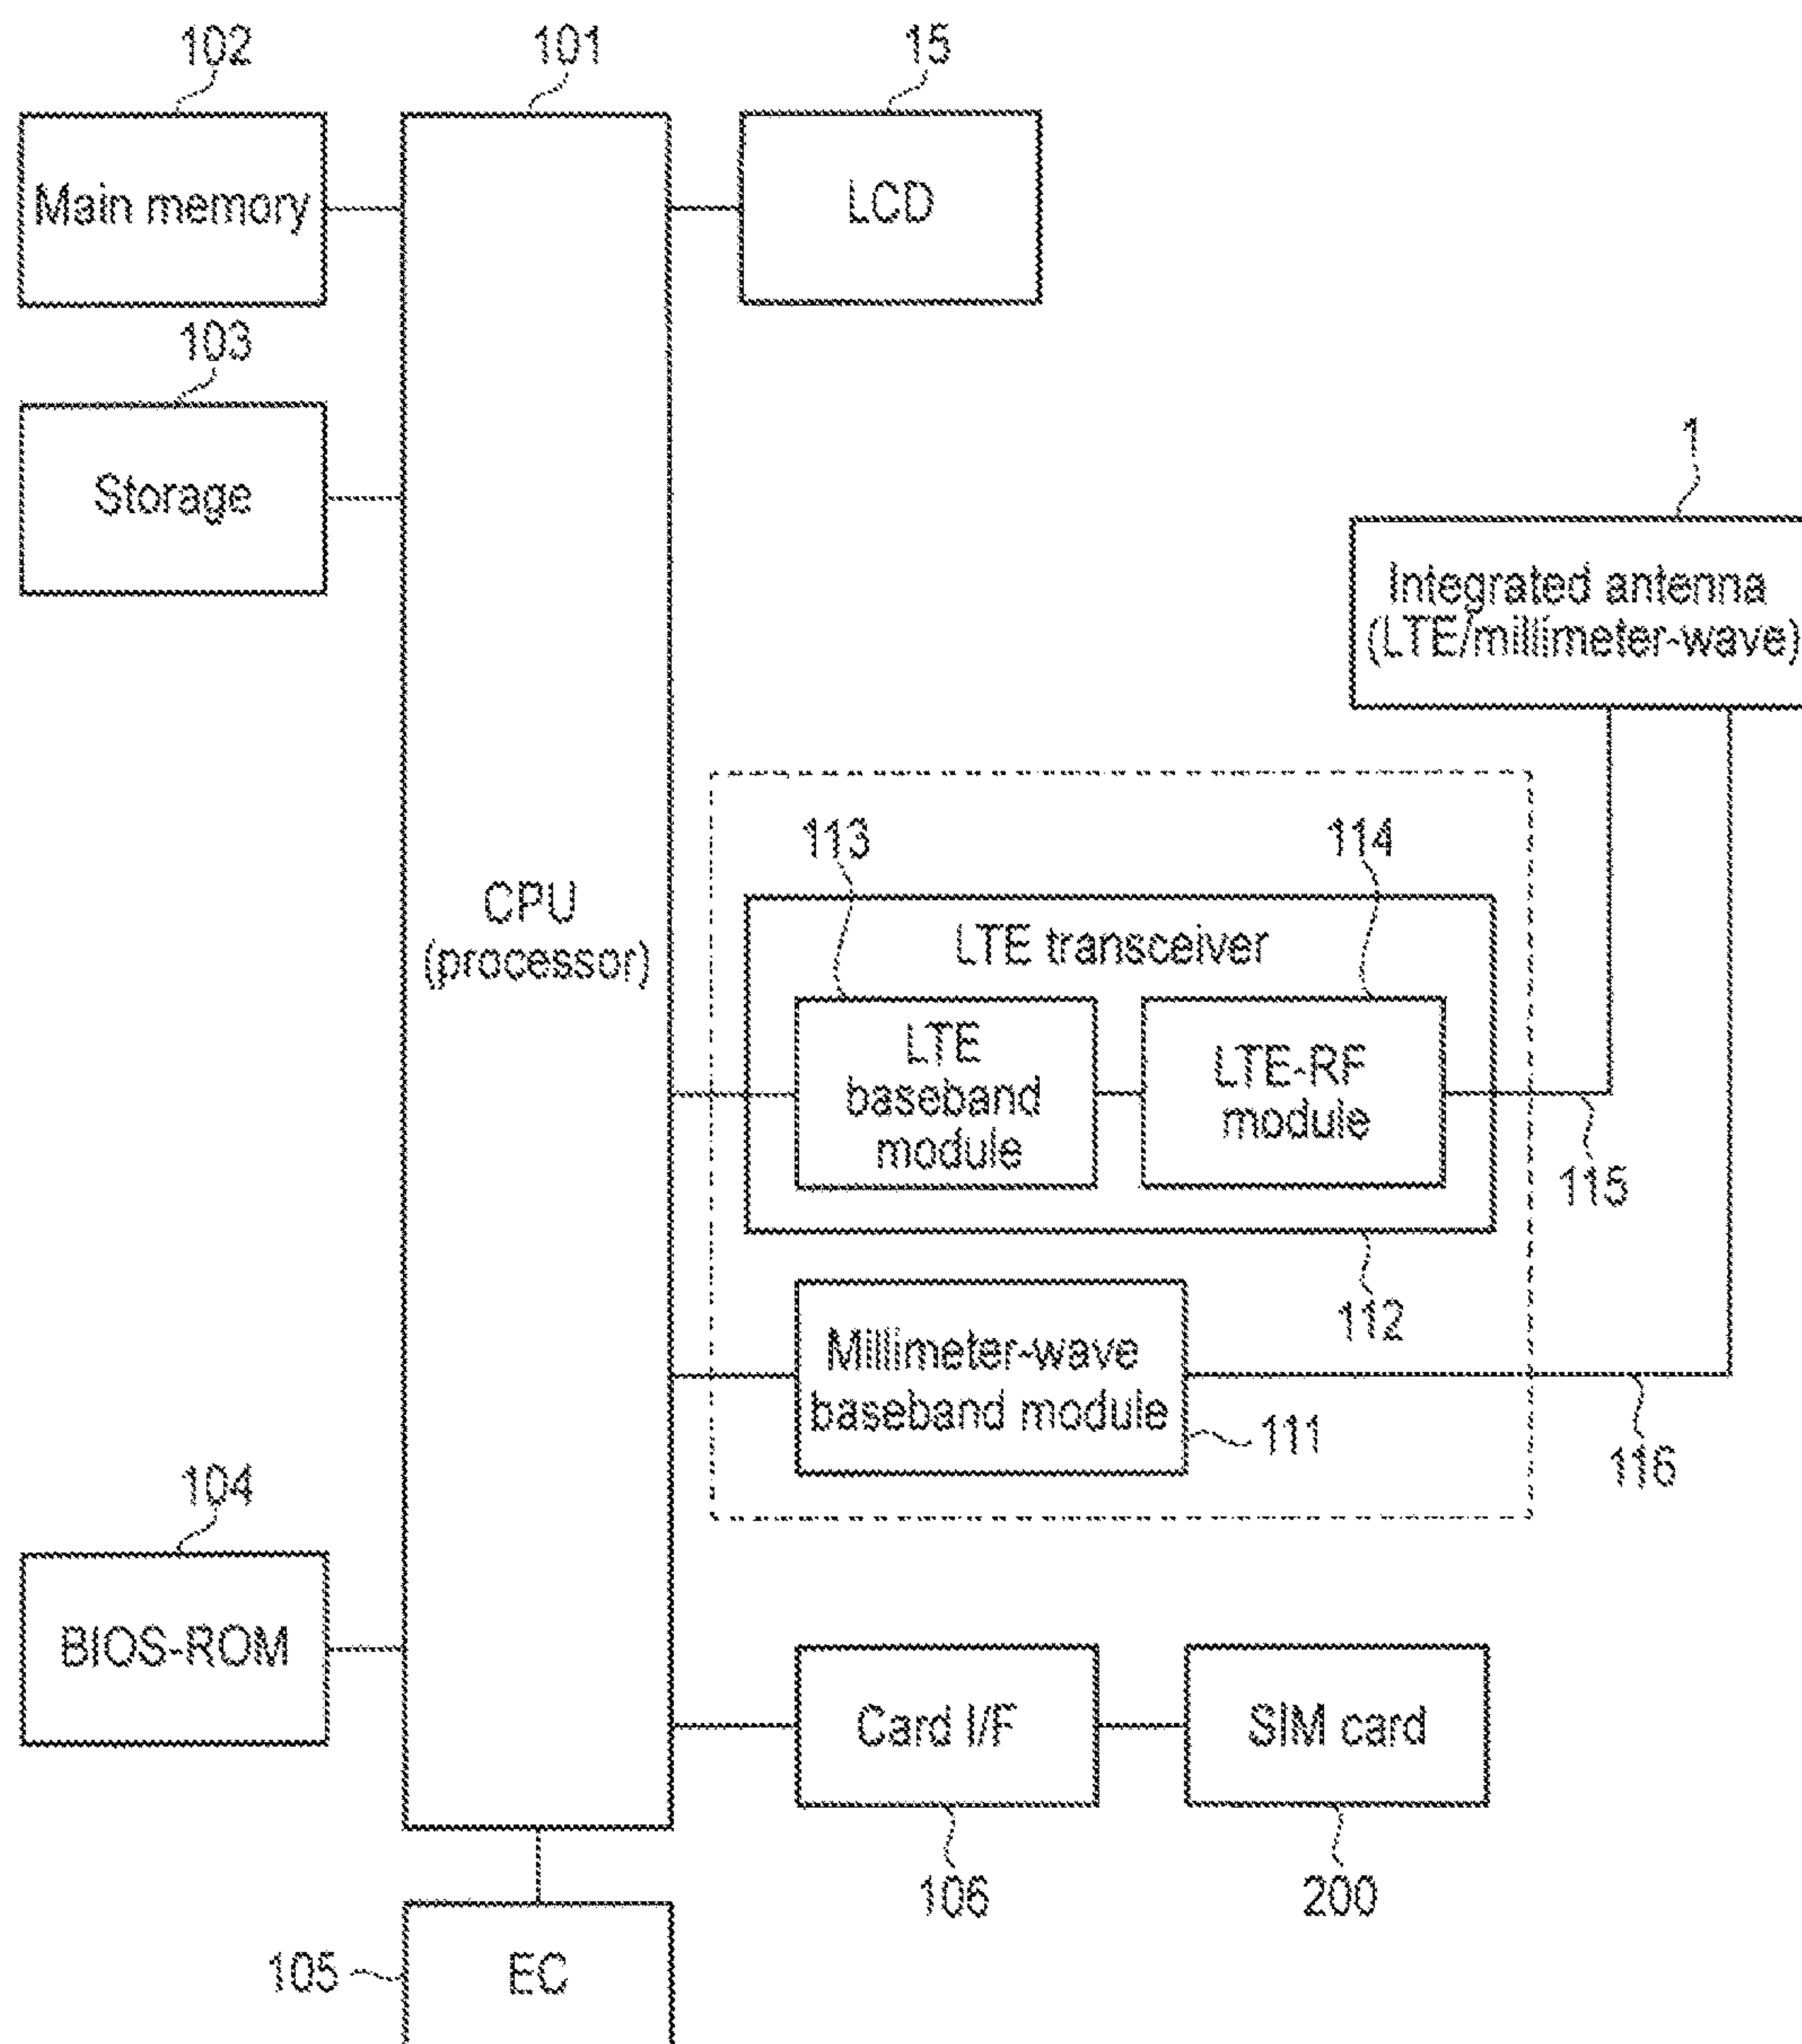 102
101
15
Main memory
LCD
103
Storage
1
Integrated antenna
(LTE/millimeter-wave)
CPU
(processor)
113
114
LTE transceiver
LTE
baseband
module
LTE-RF
module
115
112
Millimeter-wave
baseband module
111
116
104
BIOS-ROM
Card I/F
SIM card
106
200
105
EC